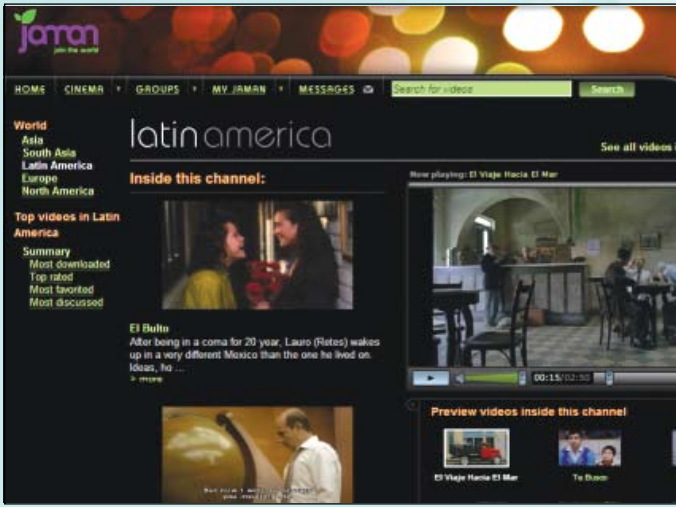 jaman
join the world
HOME
CINEMA
GROUPS
MY JAMAN
MESSAGES
Search for videos
Search
World
Asia
South Asia
Latin America
Europe
North America
Top videos in Latin
America
Summary
Most downloaded
Top rated
Most favorited
Most discussed
latin america
See all videos
Inside this channel:
El Bulto
After being in a coma for 20 year, Lauro (Retes) wakes
up in a very different Mexico than the one he lived on.
Ideas, ho ...
> more
Now playing: El Viaje Hacia El Mar
00:15/02:50
Preview videos inside this channel
El Viaje Hacia El Mar
Te Busco